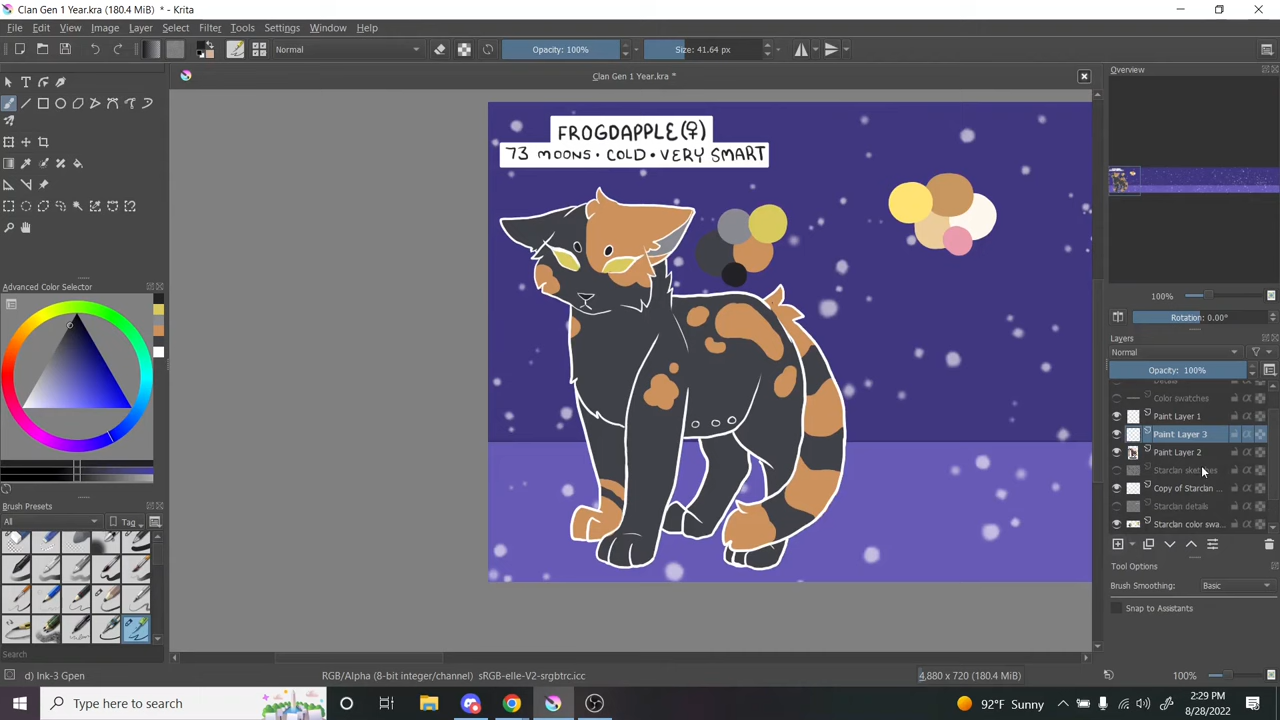 Clan Gen 1 Year.kra (180.4 MiB) * - Krita
File Edit View Image Layer Select Filter Tools Settings Window Help
Normal
Opacity: 100%
Size: 41.64 px
Clan Gen 1 Year.kra *
Overview
FROGDAPPLE(♀)
73 MOONS • COLD • VERY SMART
Advanced Color Selector
Brush Presets
All
Tag
Search
100%
Rotation: 0.00°
Layers
Normal
Opacity: 100%
Details
Color swatches
Paint Layer 1
Paint Layer 3
Paint Layer 2
Starclan sketches
Copy of Starclan ...
Starclan details
Starclan color swa...
Tool Options
Brush Smoothing: Basic
Snap to Assistants
d) Ink-3 Gpen
RGB/Alpha (8-bit integer/channel) sRGB-elle-V2-srgbtrc.icc
4,880 x 720 (180.4 MiB)
100%
Type here to search
92°F Sunny
2:29 PM
8/28/2022